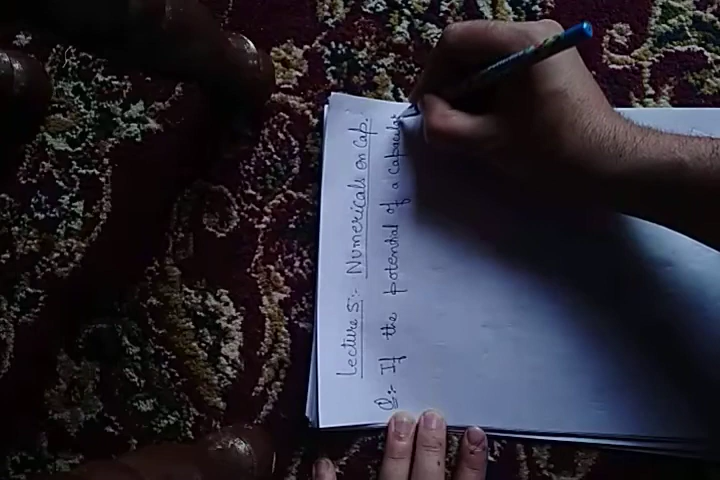 Lecture 5:- Numericals on Cap.
Q:- If the potential of a capacitor